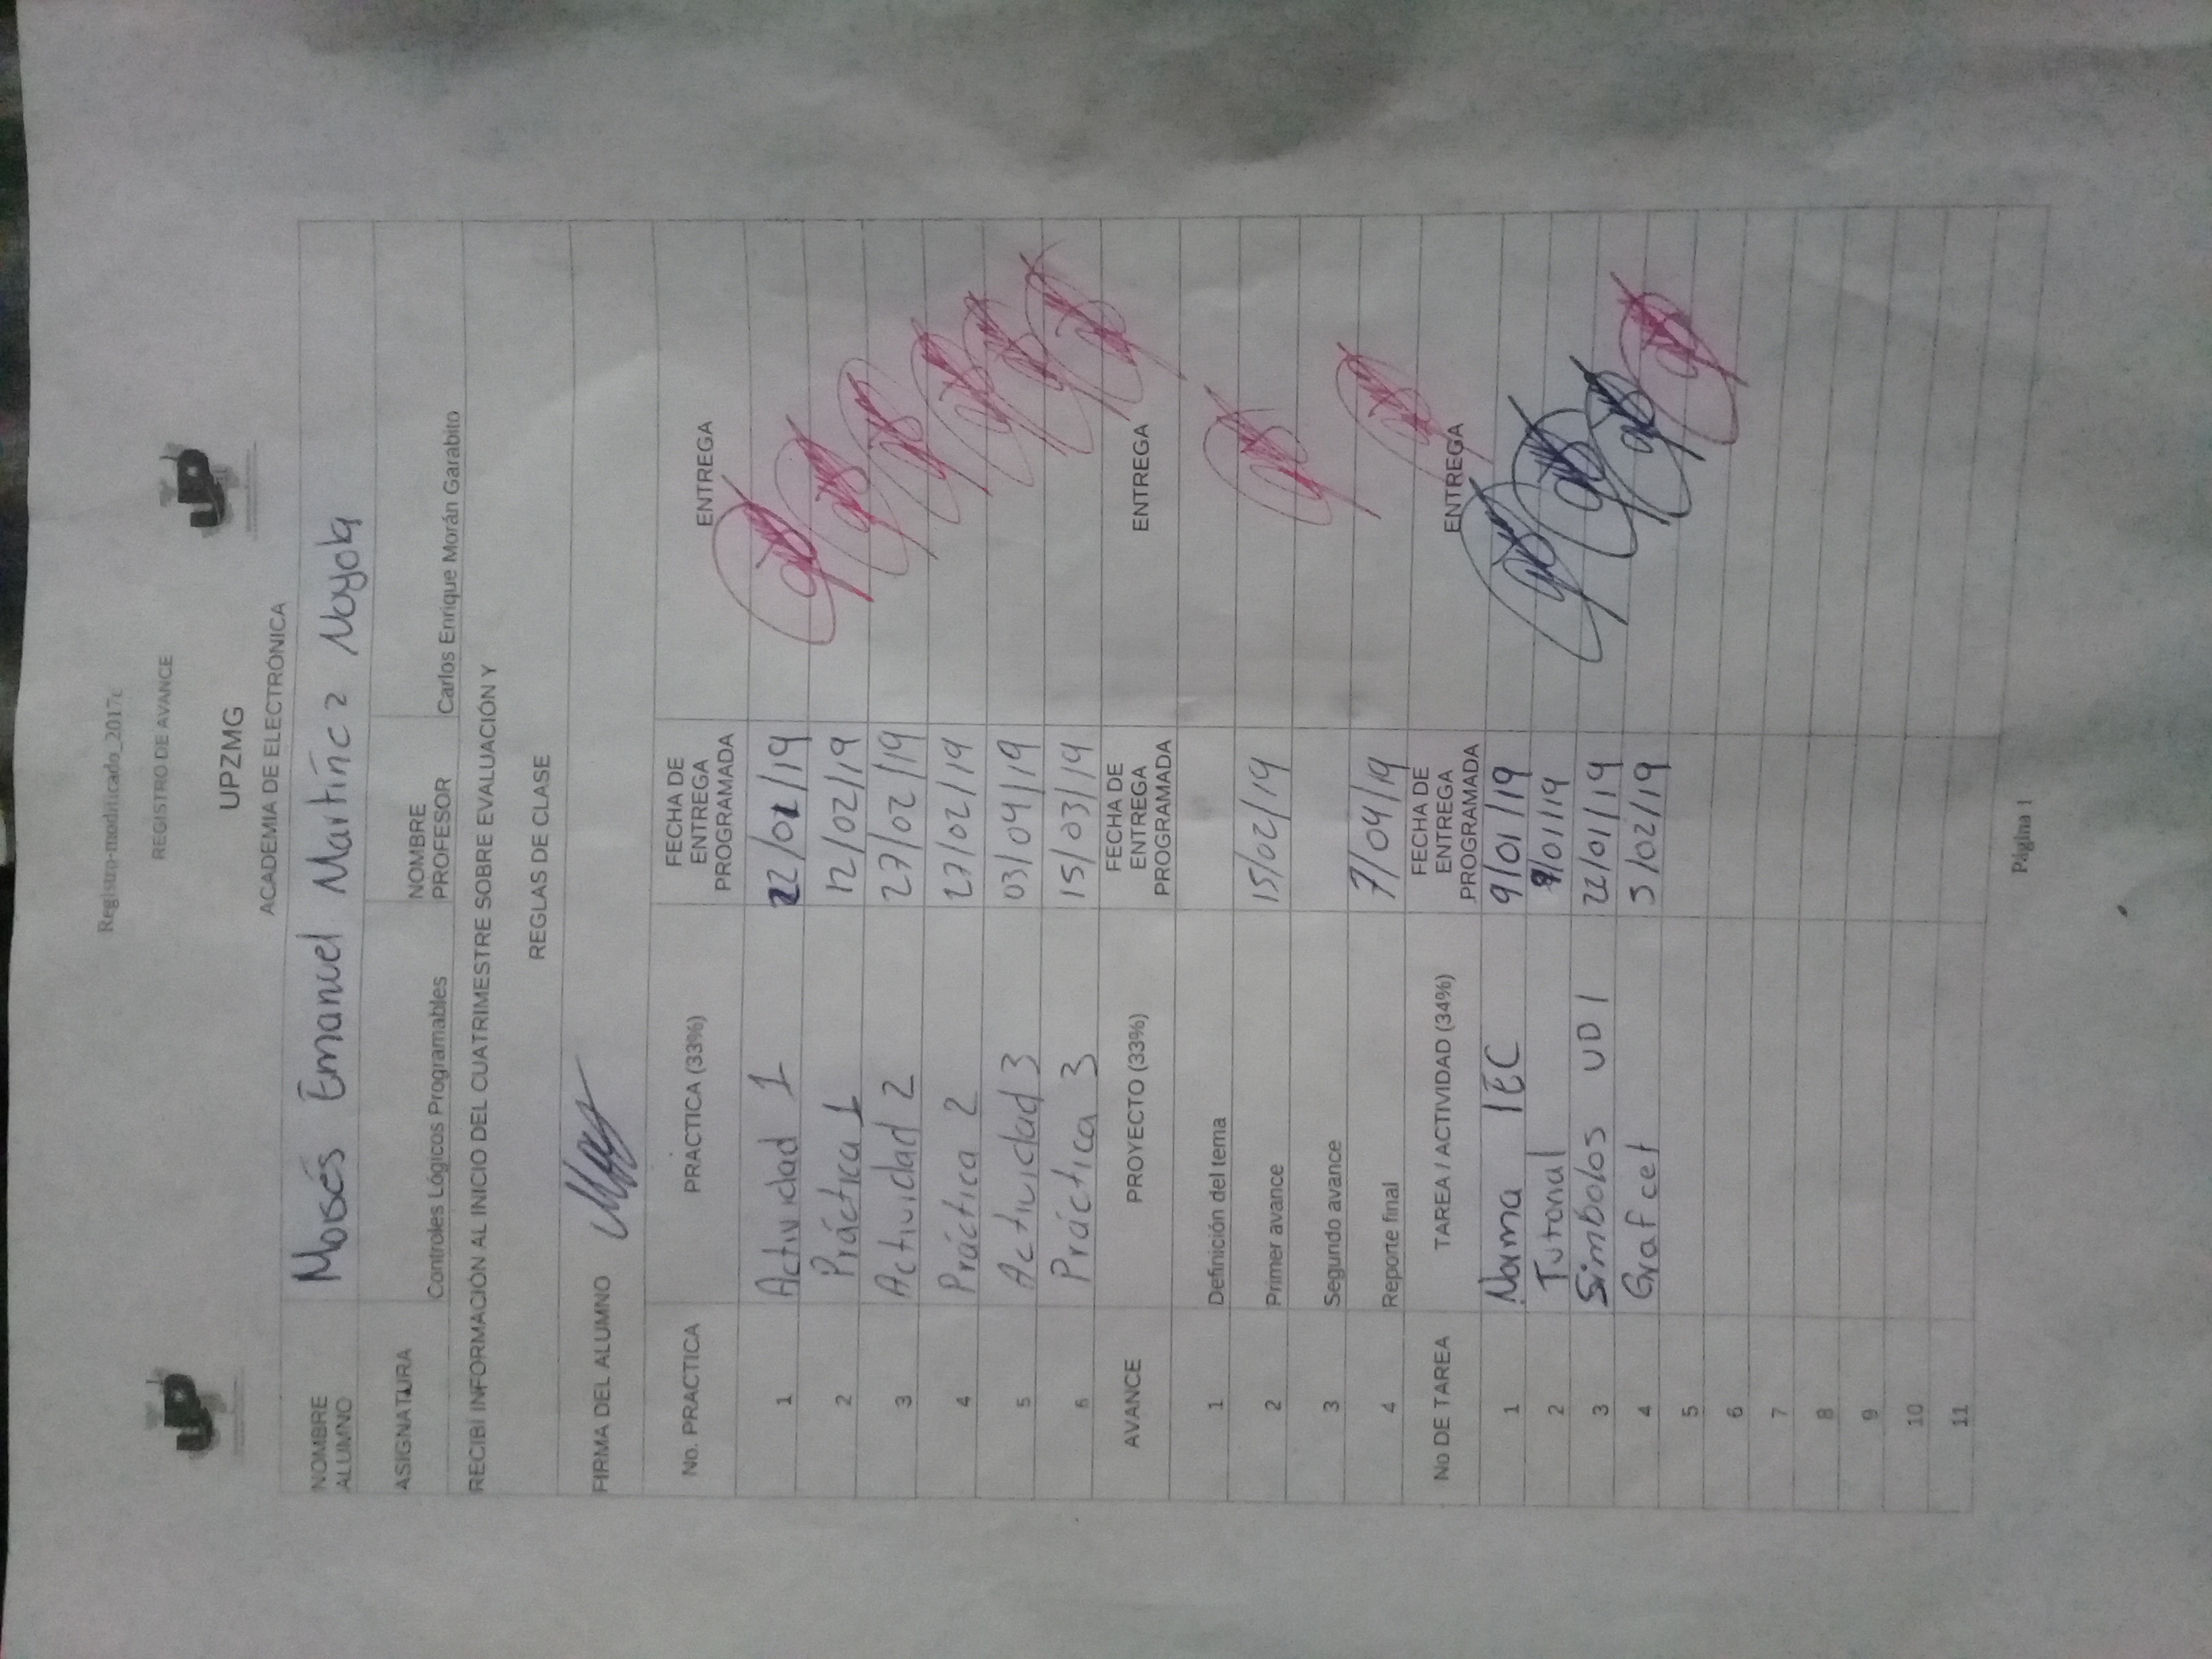 Registro-modificado_2017c
REGISTRO DE AVANCE
UP UP
UPZMG
ACADEMIA DE ELECTRÓNICA
NOMBRE ALUMNO Moisés Emanuel Martínez Noyola
ASIGNATURA Controles Lógicos Programables NOMBRE PROFESOR Carlos Enrique Morán Garabito
RECIBÍ INFORMACIÓN AL INICIO DEL CUATRIMESTRE SOBRE EVALUACIÓN Y
REGLAS DE CLASE
FIRMA DEL ALUMNO
No. PRACTICA PRACTICA (33%) FECHA DE ENTREGA PROGRAMADA ENTREGA
1 Actividad 1 22/01/19
2 Práctica 1 12/02/19
3 Actividad 2 27/02/19
4 Práctica 2 27/02/19
5 Actividad 3 03/04/19
6 Práctica 3 15/03/19
AVANCE PROYECTO (33%) FECHA DE ENTREGA PROGRAMADA ENTREGA
1 Definición del tema
2 Primer avance 15/02/19
3 Segundo avance
4 Reporte final 7/04/19
No DE TAREA TAREA / ACTIVIDAD (34%) FECHA DE ENTREGA PROGRAMADA ENTREGA
1 Norma IEC 9/01/19
2 Tutorial 9/01/19
3 Simbolos UD1 22/01/19
4 Grafcet 5/02/19
5
6
7
8
9
10
11
Página 1